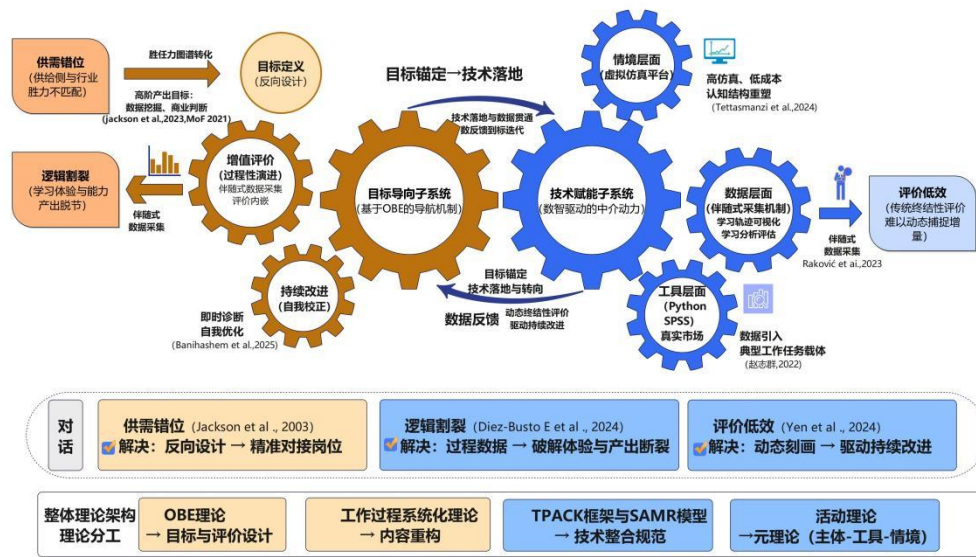 供需错位
(供给侧与行业
胜力不匹配)
胜任力图谱转化
高阶产出目标:
数据挖掘、商业判断
(jackson et al.,2023,MoF 2021)
目标定义
(反向设计)
逻辑割裂
(学习体验与能力
产出脱节)
伴随式
数据采集
增值评价
(过程性演进)
伴随式数据采集
评价内嵌
持续改进
(自我校正)
即时诊断
自我优化
(Banihashem et al.,2025)
目标锚定→技术落地
技术落地与数据贯通
数反馈到标迭代
目标导向子系统
(基于OBE的导航机制)
技术赋能子系统
(数智驱动的中介动力)
目标锚定
技术落地与转向
数据反馈
动态终结性评价
驱动持续改进
情境层面
(虚拟仿真平台)
高仿真、低成本
认知结构重塑
(Tettasmanzi et al.,2024)
数据层面
(伴随式采集机制)
学习轨迹可视化
学习分析评估
伴随式
数据采集
Raković et ai.,2023
评价低效
(传统终结性评价
难以动态捕捉增
量)
工具层面
(Python
SPSS)
真实市场
数据引入
典型工作任务载体
(赵志群,2022)
对
话
供需错位 (Jackson et al ., 2003)
解决:反向设计 → 精准对接岗位
逻辑割裂 (Diez-Busto E et al ., 2024)
解决:过程数据 → 破解体验与产出断裂
评价低效 (Yen et al ., 2024)
解决:动态刻画 → 驱动持续改进
整体理论架构
理论分工
OBE理论
→ 目标与评价设计
工作过程系统化理论
→ 内容重构
TPACK框架与SAMR模型
→ 技术整合规范
活动理论
→元理论(主体-工具-情境)